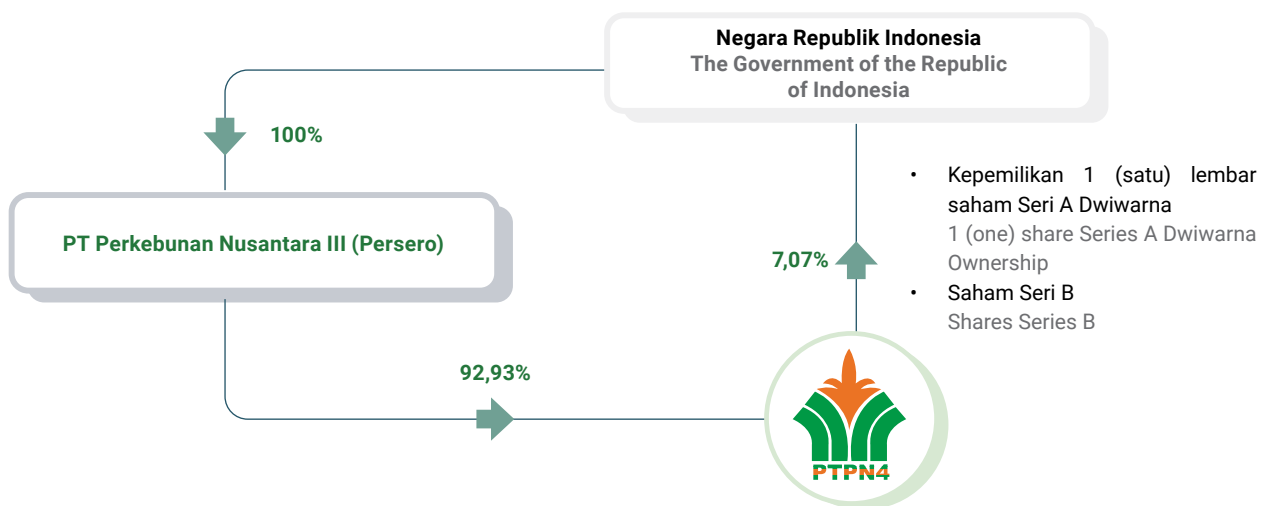 Negara Republik Indonesia
The Government of the Republic
of Indonesia
100%
PT Perkebunan Nusantara III (Persero)
92,93%
7,07%
• Kepemilikan 1 (satu) lembar
saham Seri A Dwiwarna
1 (one) share Series A Dwiwarna
Ownership
• Saham Seri B
Shares Series B
PTPN4